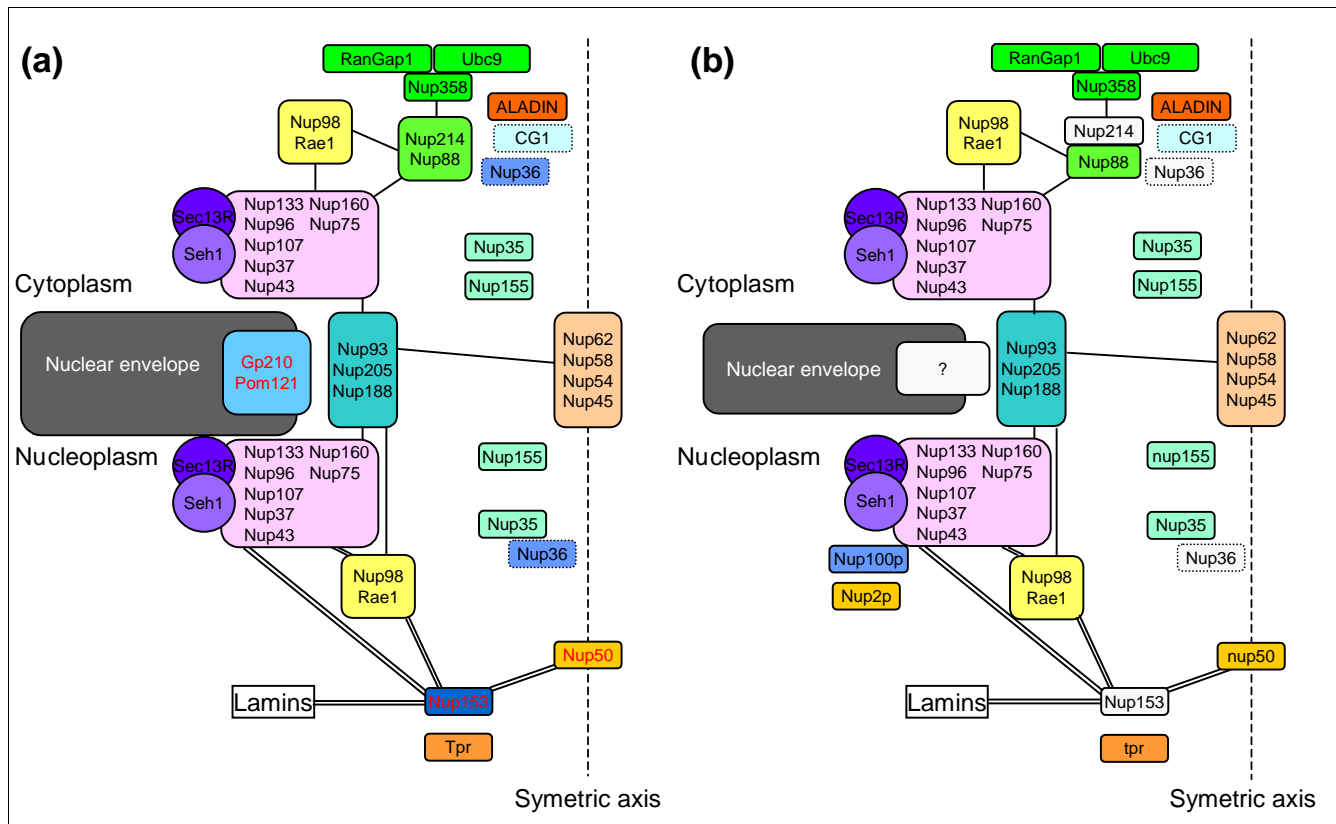 (a)
RanGap1 Ubc9
Nup358
ALADIN
Nup98
Rae1
Nup214
Nup88
CG1
Nup36
Sec13R
Seh1
Nup133 Nup160
Nup96 Nup75
Nup107
Nup37
Nup43
Nup35
Nup155
Cytoplasm
Nuclear envelope
Gp210
Pom121
Nup93
Nup205
Nup188
Nup62
Nup58
Nup54
Nup45
Nucleoplasm
Sec13R
Seh1
Nup133 Nup160
Nup96 Nup75
Nup107
Nup37
Nup43
Nup155
Nup35
Nup36
Nup98
Rae1
Nup50
Lamins
Nup153
Tpr
Symetric axis
(b)
RanGap1 Ubc9
Nup358
ALADIN
Nup98
Rae1
Nup214
Nup88
CG1
Nup36
Sec13R
Seh1
Nup133 Nup160
Nup96 Nup75
Nup107
Nup37
Nup43
Nup35
Nup155
Cytoplasm
Nuclear envelope
?
Nup93
Nup205
Nup188
Nup62
Nup58
Nup54
Nup45
Nucleoplasm
Sec13R
Seh1
Nup133 Nup160
Nup96 Nup75
Nup107
Nup37
Nup43
nup155
Nup35
Nup36
Nup100p
Nup2p
Nup98
Rae1
nup50
Lamins
Nup153
tpr
Symetric axis